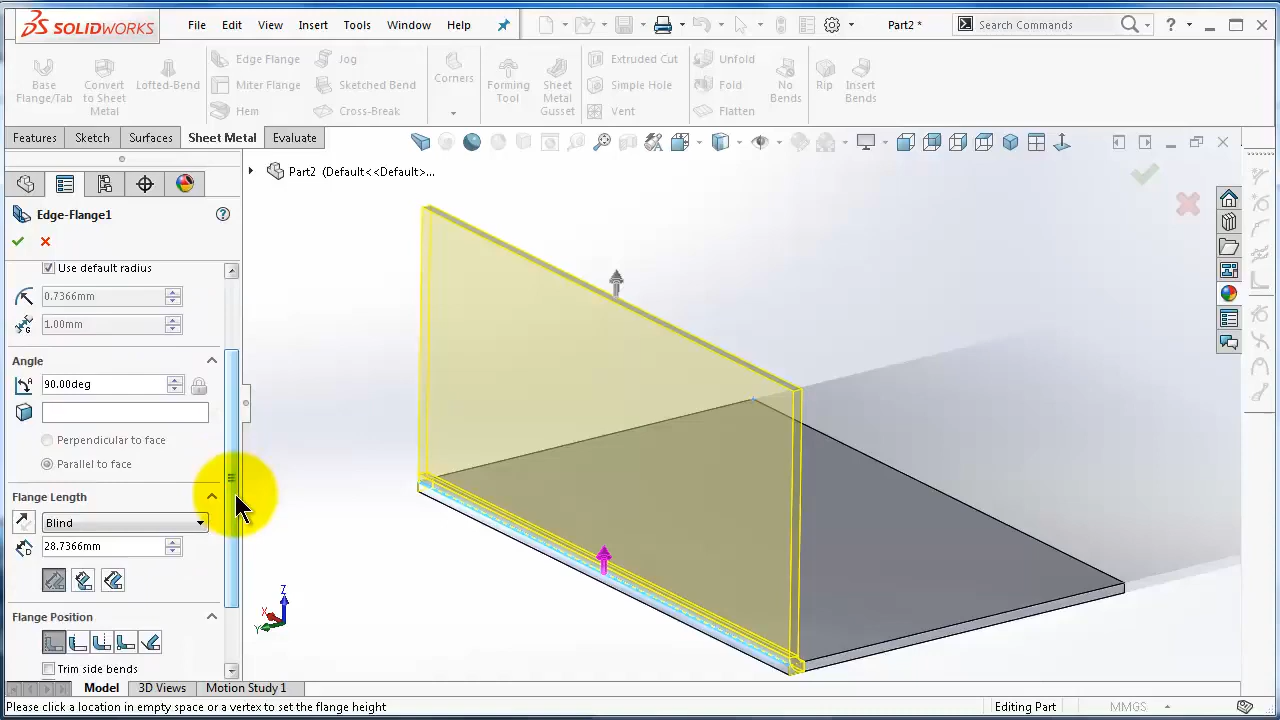 SOLIDWORKS File Edit View Insert Tools Window Help Part2 * Search Commands ?
Base Flange/Tab
Convert to Sheet Metal
Lofted-Bend
Edge Flange
Miter Flange
Hem
Jog
Sketched Bend
Cross-Break
Corners
Forming Tool
Sheet Metal Gusset
Extruded Cut
Simple Hole
Vent
Unfold
Fold
Flatten
No Bends
Rip
Insert Bends
Features Sketch Surfaces Sheet Metal Evaluate
Part2 (Default<<Default>...
Edge-Flange1 ?
Use default radius
0.7366mm
1.00mm
Angle
90.00deg
Perpendicular to face
Parallel to face
Flange Length
Blind
28.7366mm
Flange Position
Trim side bends
Z
X
Y
Model 3D Views Motion Study 1
Please click a location in empty space or a vertex to set the flange height Editing Part MMGS